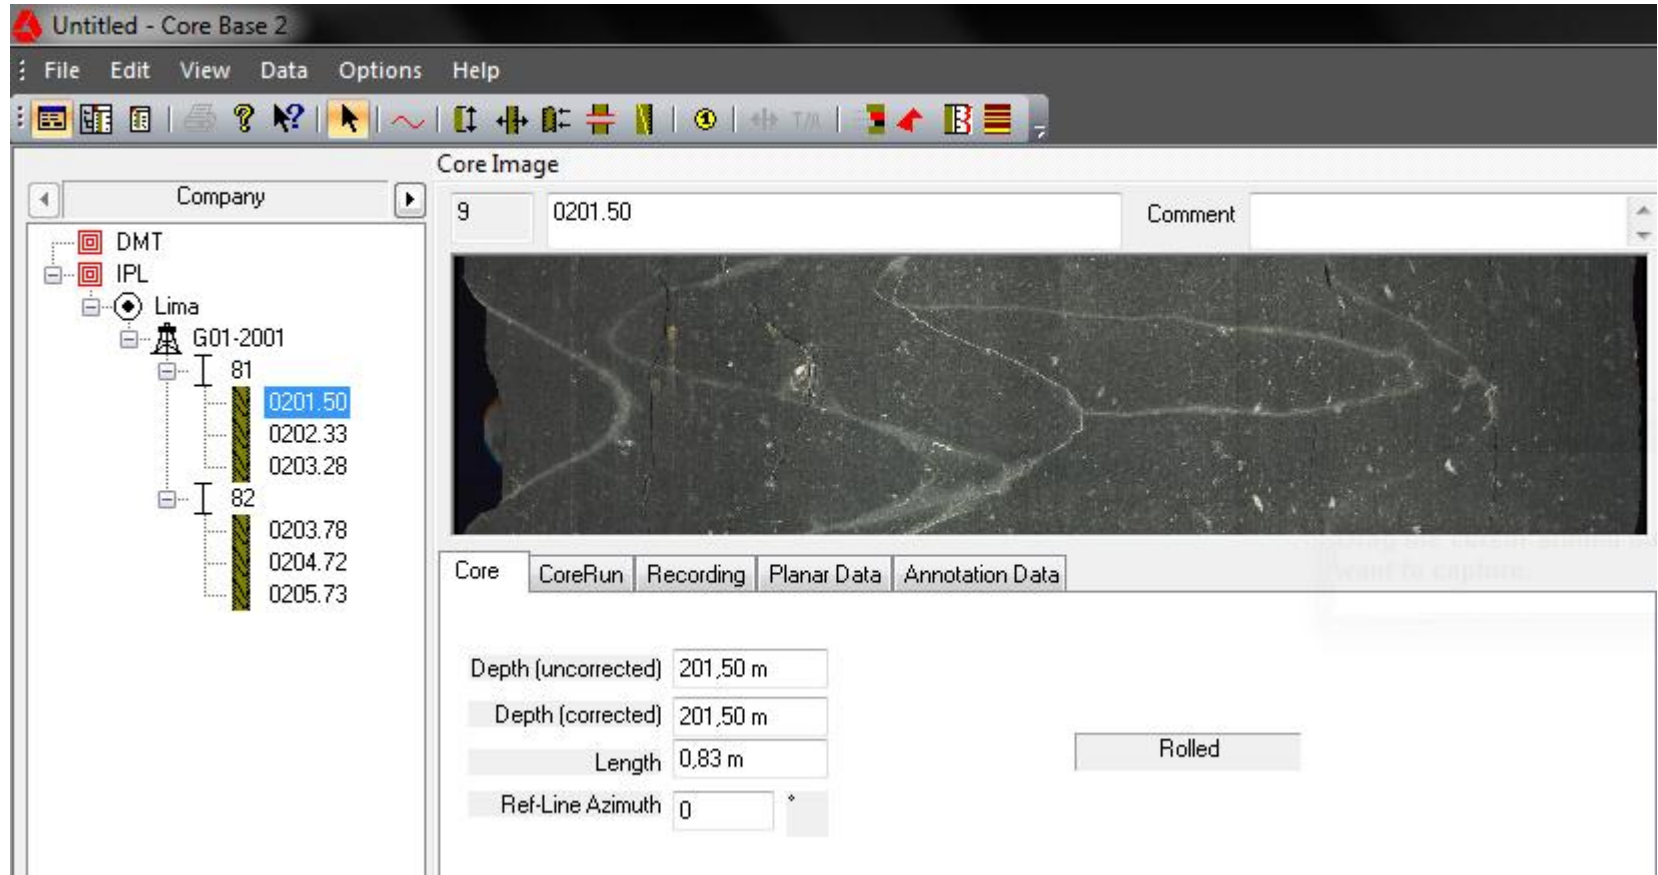 Untitled - Core Base 2
File Edit View Data Options Help
Core Image
Company
9 0201.50 Comment
DMT
IPL
Lima
G01-2001
81
0201.50
0202.33
0203.28
82
0203.78
0204.72
0205.73
Core CoreRun Recording Planar Data Annotation Data
want to capture.
Depth (uncorrected) 201,50 m
Depth (corrected) 201,50 m
Length 0,83 m
Rolled
Ref-Line Azimuth 0 °